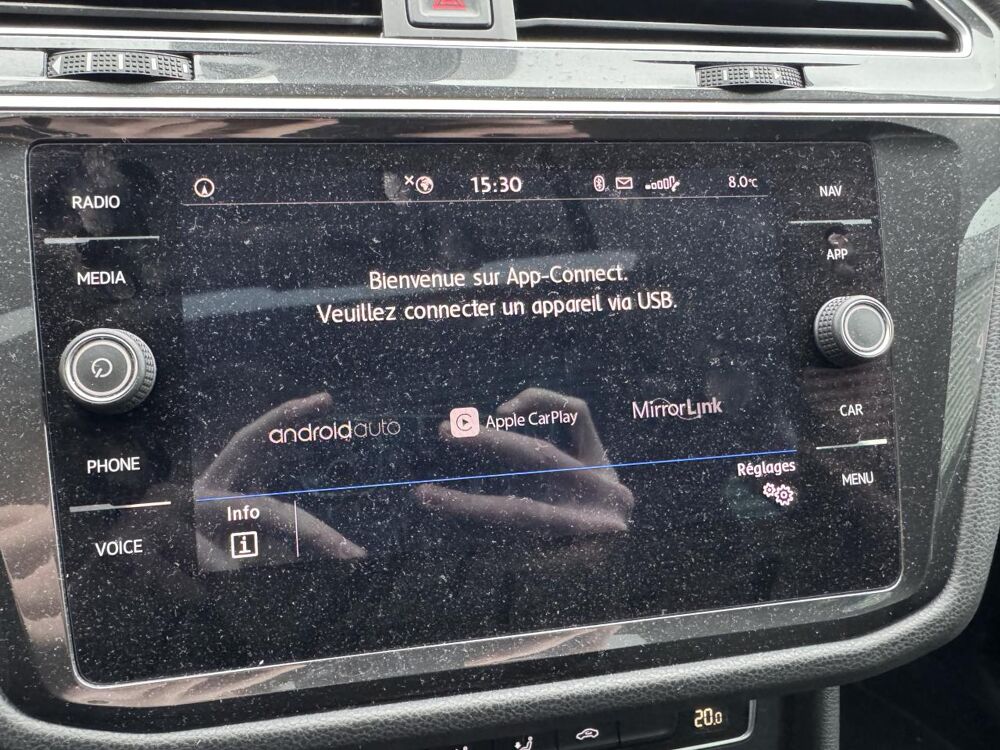 15:30
8.0°C
RADIO
NAV
MEDIA
APP
Bienvenue sur App-Connect.
Veuillez connecter un appareil via USB.
androidauto
Apple CarPlay
MirrorLink
CAR
PHONE
Réglages
MENU
Info
VOICE
20.0